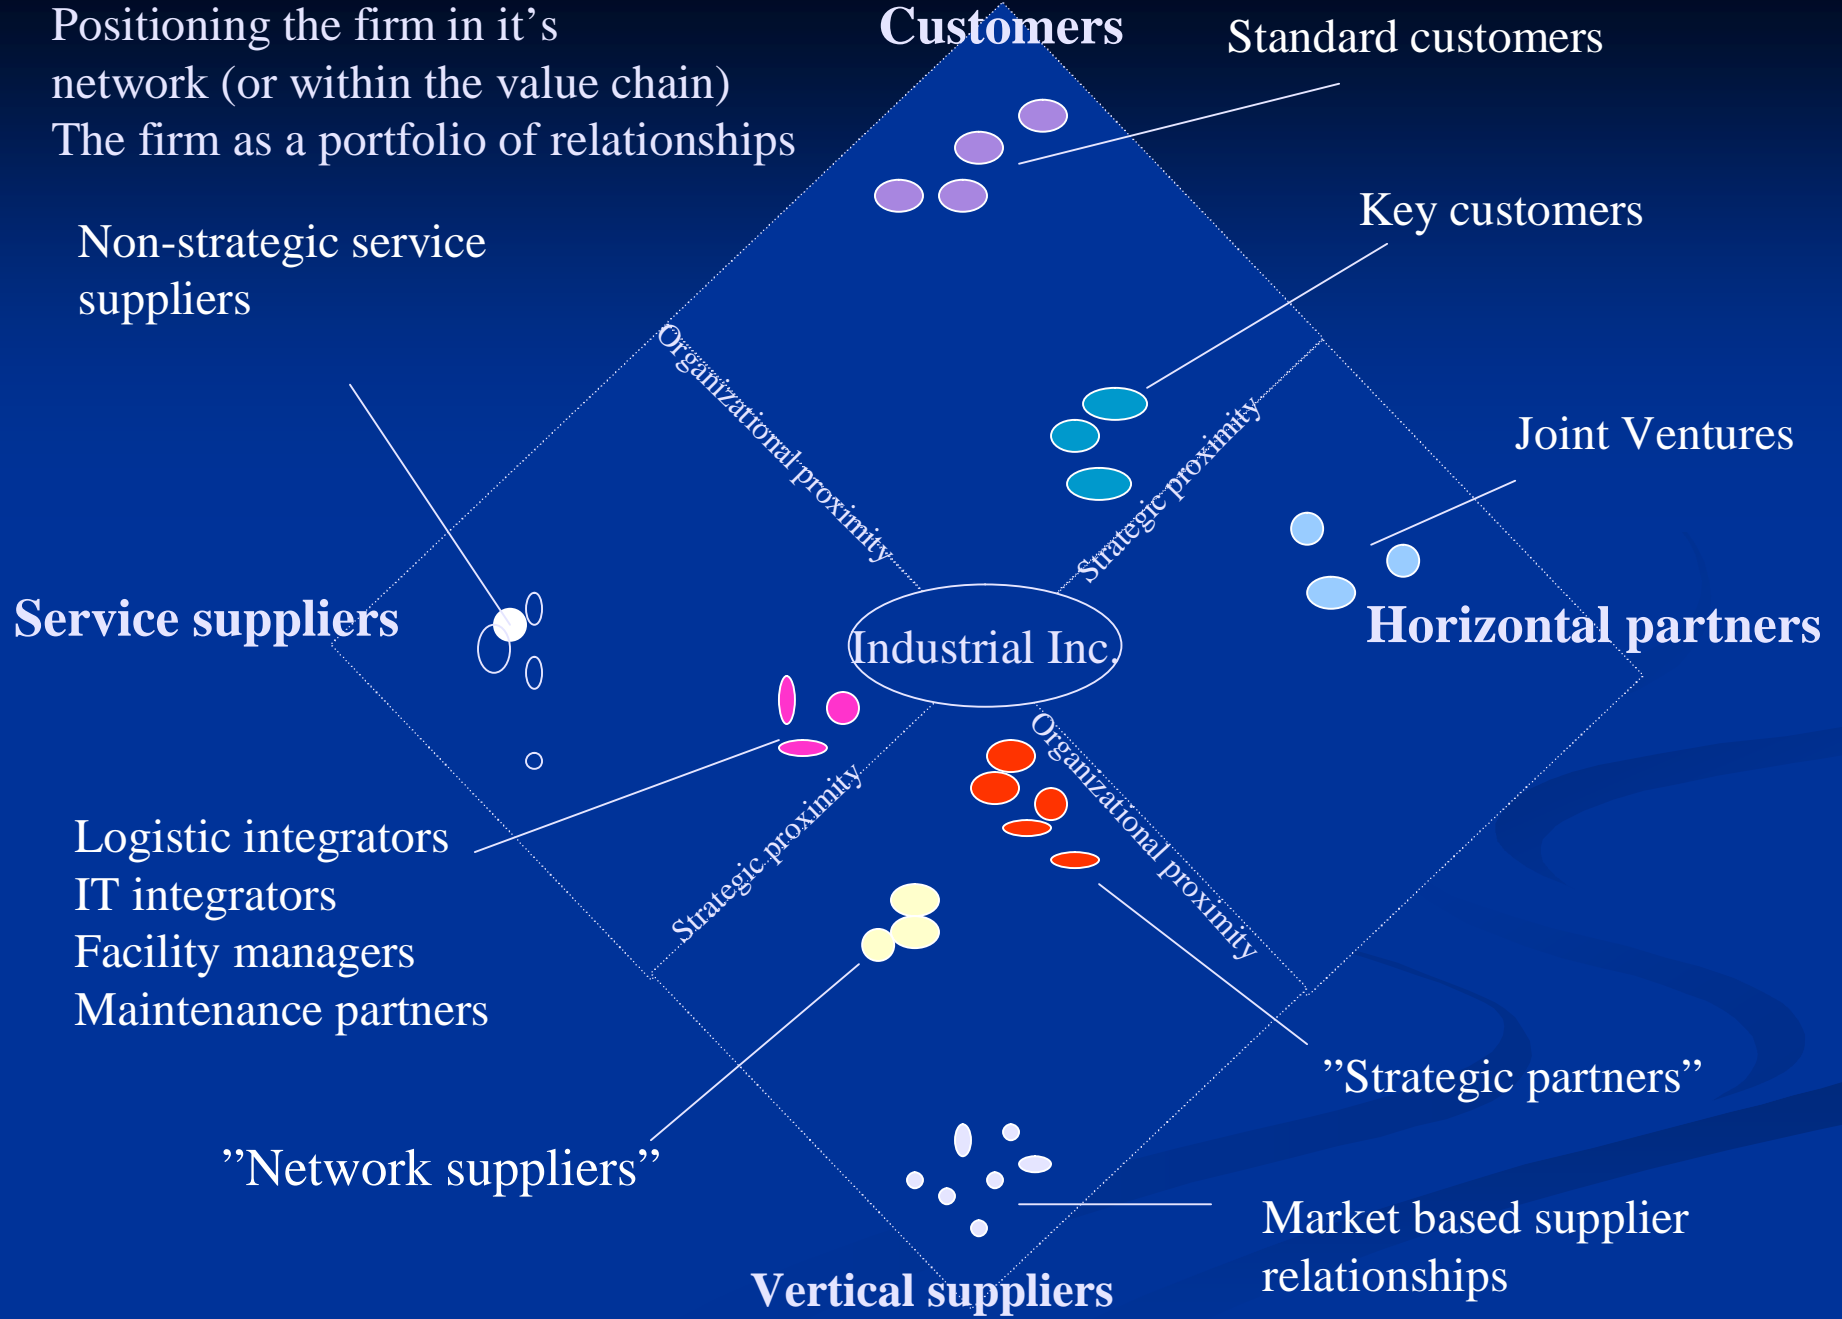 Positioning the firm in it’s
network (or within the value chain)
The firm as a portfolio of relationships
Customers
Standard customers
Key customers
Non-strategic service
suppliers
Organizational proximity
Strategic proximity
Joint Ventures
Service suppliers
Industrial Inc.
Horizontal partners
Strategic proximity
Organizational proximity
Logistic integrators
IT integrators
Facility managers
Maintenance partners
”Strategic partners”
”Network suppliers”
Market based supplier
relationships
Vertical suppliers